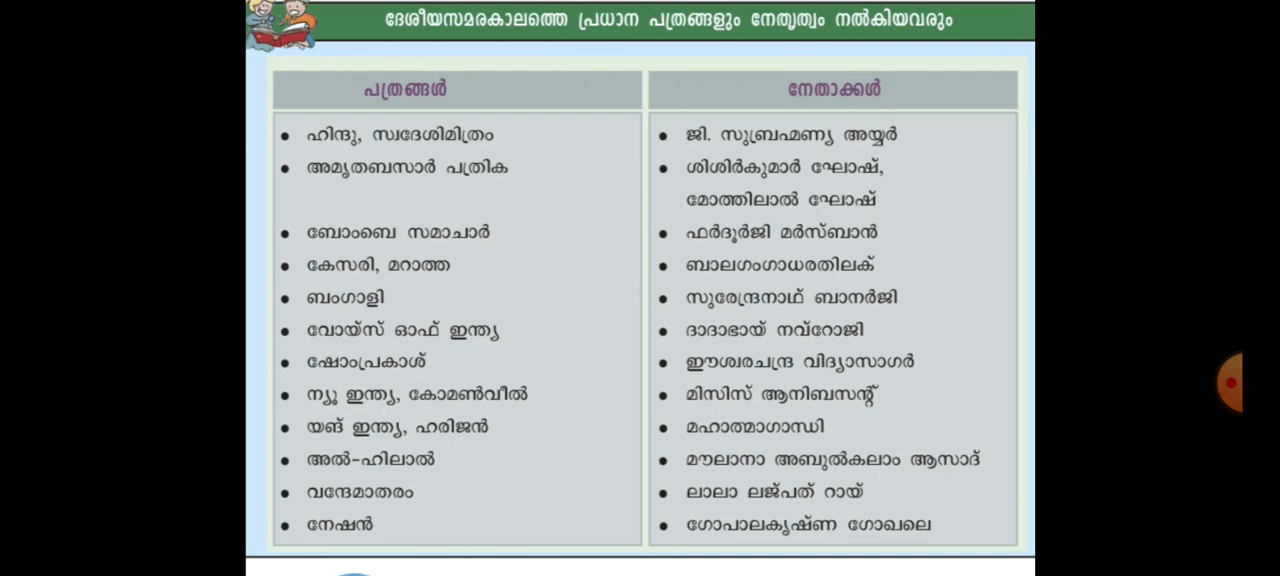 ദേശീയസമരകാലത്തെ പ്രധാന പത്രങ്ങളും നേതൃത്വം നൽകിയവരും
പത്രങ്ങൾ നേതാക്കൾ
• ഹിന്ദു, സ്വദേശിമിത്രം • ജി. സുബ്രഹ്മണ്യ അയ്യർ
• അമൃതബസാർ പത്രിക • ശിശിർകുമാർ ഘോഷ്,
മോത്തിലാൽ ഘോഷ്
• ബോംബെ സമാചാർ • ഫർദൂർജി മർസ്ബാൻ
• കേസരി, മറാത്ത • ബാലഗംഗാധരതിലക്
• ബംഗാളി • സുരേന്ദ്രനാഥ് ബാനർജി
• വോയ്സ് ഓഫ് ഇന്ത്യ • ദാദാഭായ് നവ്റോജി
• ഷോംപ്രകാശ് • ഈശ്വരചന്ദ്ര വിദ്യാസാഗർ
• ന്യൂ ഇന്ത്യ, കോമൺവീൽ • മിസിസ് ആനിബസന്റ്
• യങ് ഇന്ത്യ, ഹരിജൻ • മഹാത്മാഗാന്ധി
• അൽ-ഹിലാൽ • മൗലാനാ അബുൽകലാം ആസാദ്
• വന്ദേമാതരം • ലാലാ ലജ്പത് റായ്
• നേഷൻ • ഗോപാലകൃഷ്ണ ഗോഖലെ